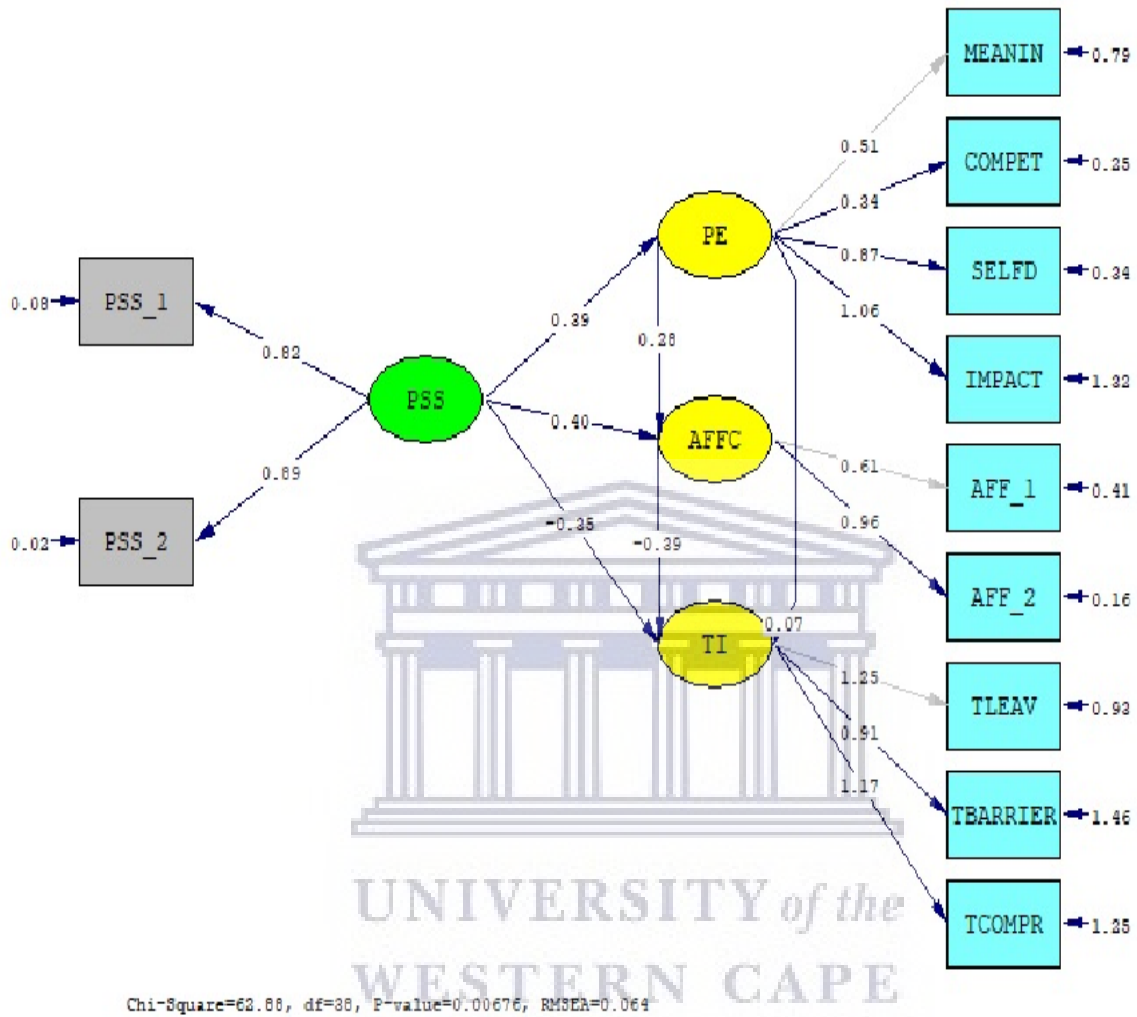 MEANIN
0.79
0.51
COMPET
0.25
0.34
PE
0.87
SELFD
0.34
0.08
PSS_1
1.06
0.39
0.82
0.28
IMPACT
1.32
PSS
0.40
AFFC
0.61
AFF_1
0.41
0.89
-0.35
0.96
0.02
PSS_2
-0.39
AFF_2
0.16
0.07
TI
1.25
TLEAV
0.93
0.91
1.17
TBARRIER
1.46
TCOMPR
1.35
UNIVERSITY of the
WESTERN CAPE
Chi-Square=62.88, df=38, P-value=0.00676, RMSEA=0.064